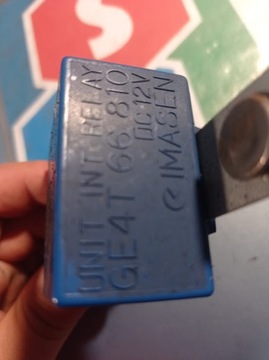 UNIT INT RELAY
GE4T 66 810
DC12V
IMASEN